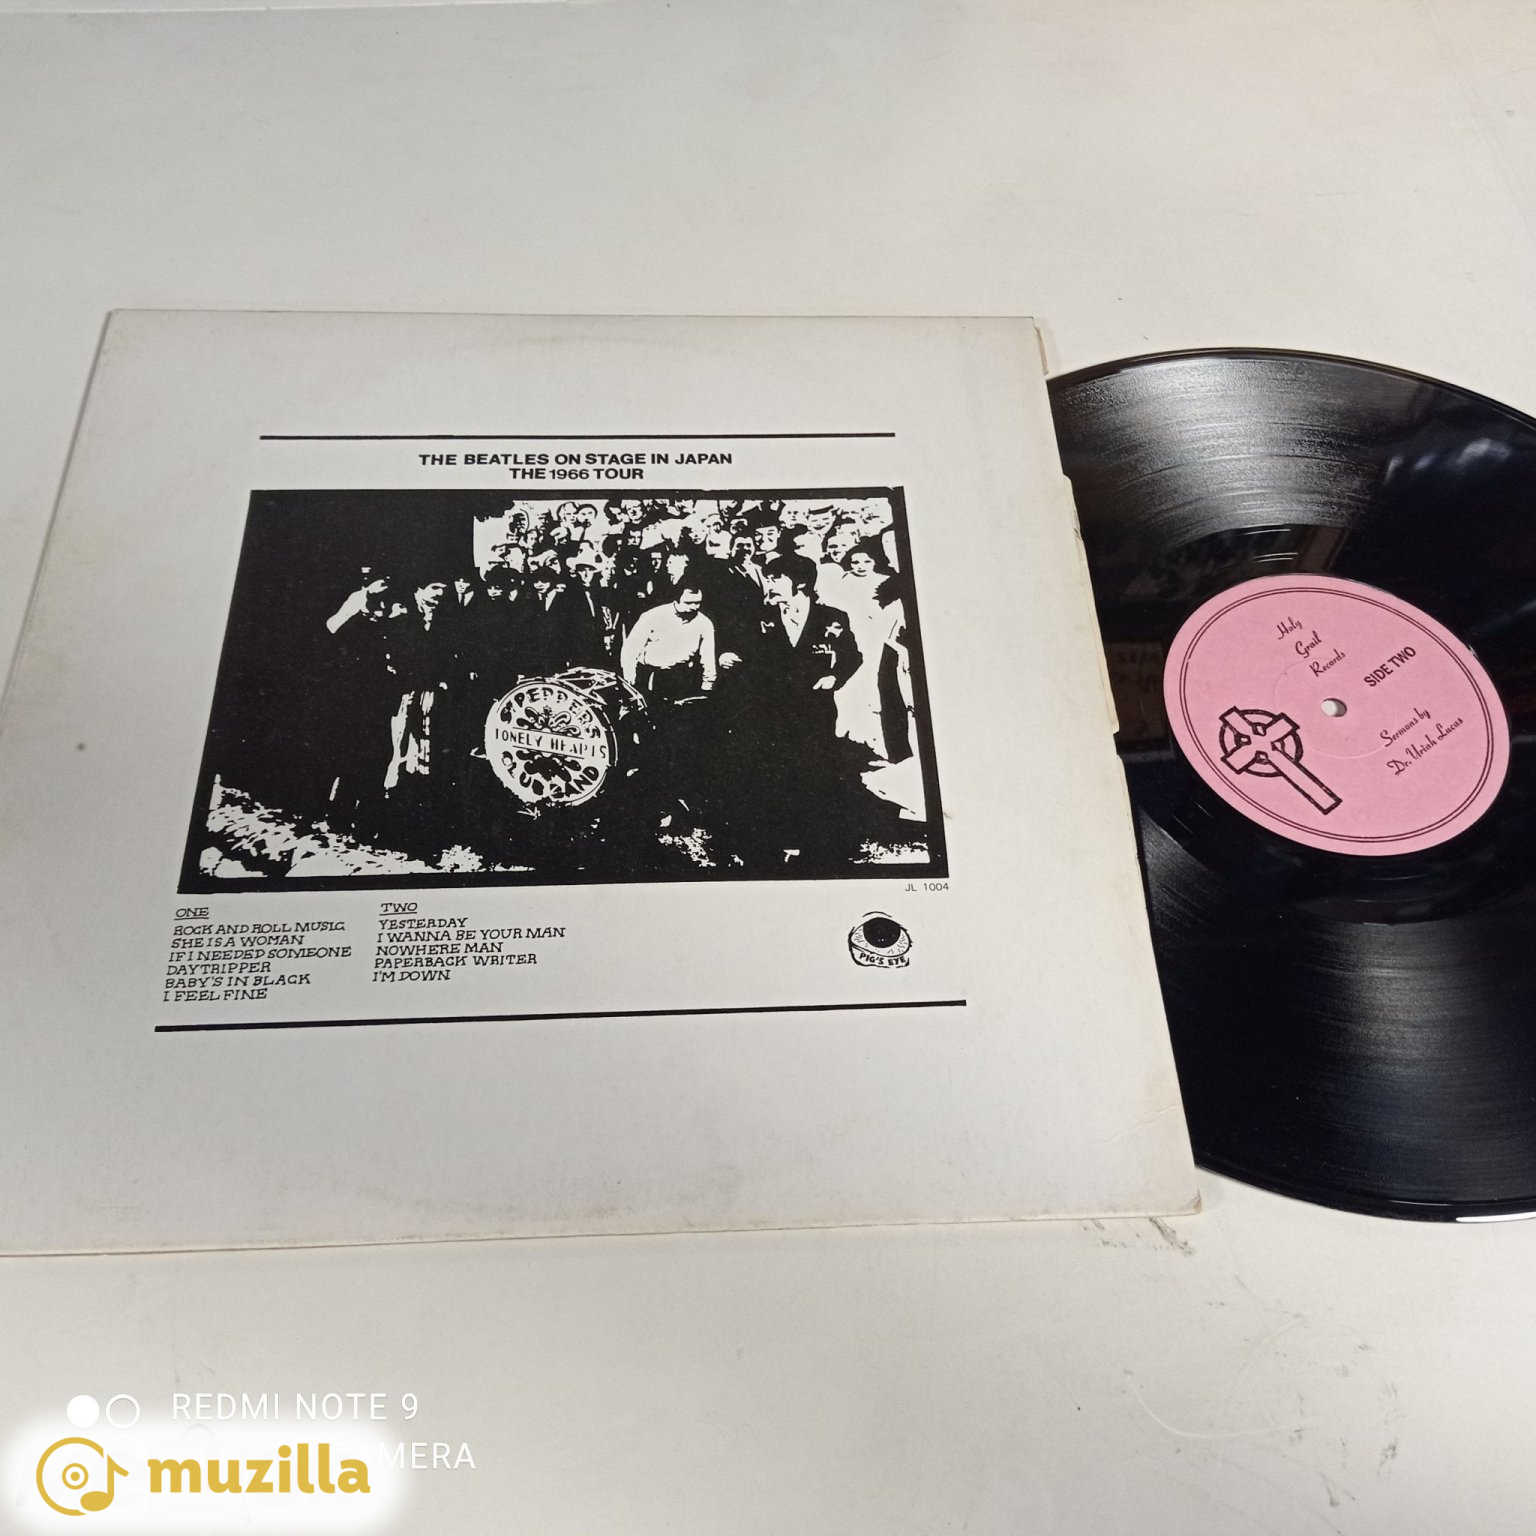 THE BEATLES ON STAGE IN JAPAN
THE 1966 TOUR
SGT PEPPER'S
LONELY HEARTS
CLUB BAND
JL 1004
ONE
ROCK AND ROLL MUSIC
SHE IS A WOMAN
IF I NEEDED SOMEONE
DAYTRIPPER
BABY'S IN BLACK
I FEEL FINE
TWO
YESTERDAY
I WANNA BE YOUR MAN
NOWHERE MAN
PAPERBACK WRITER
I'M DOWN
PIG'S EYE
Holy
Grail
Records
SIDE TWO
Sermons by
Dr. Uriah Lucas
REDMI NOTE 9
CAMERA
muzilla